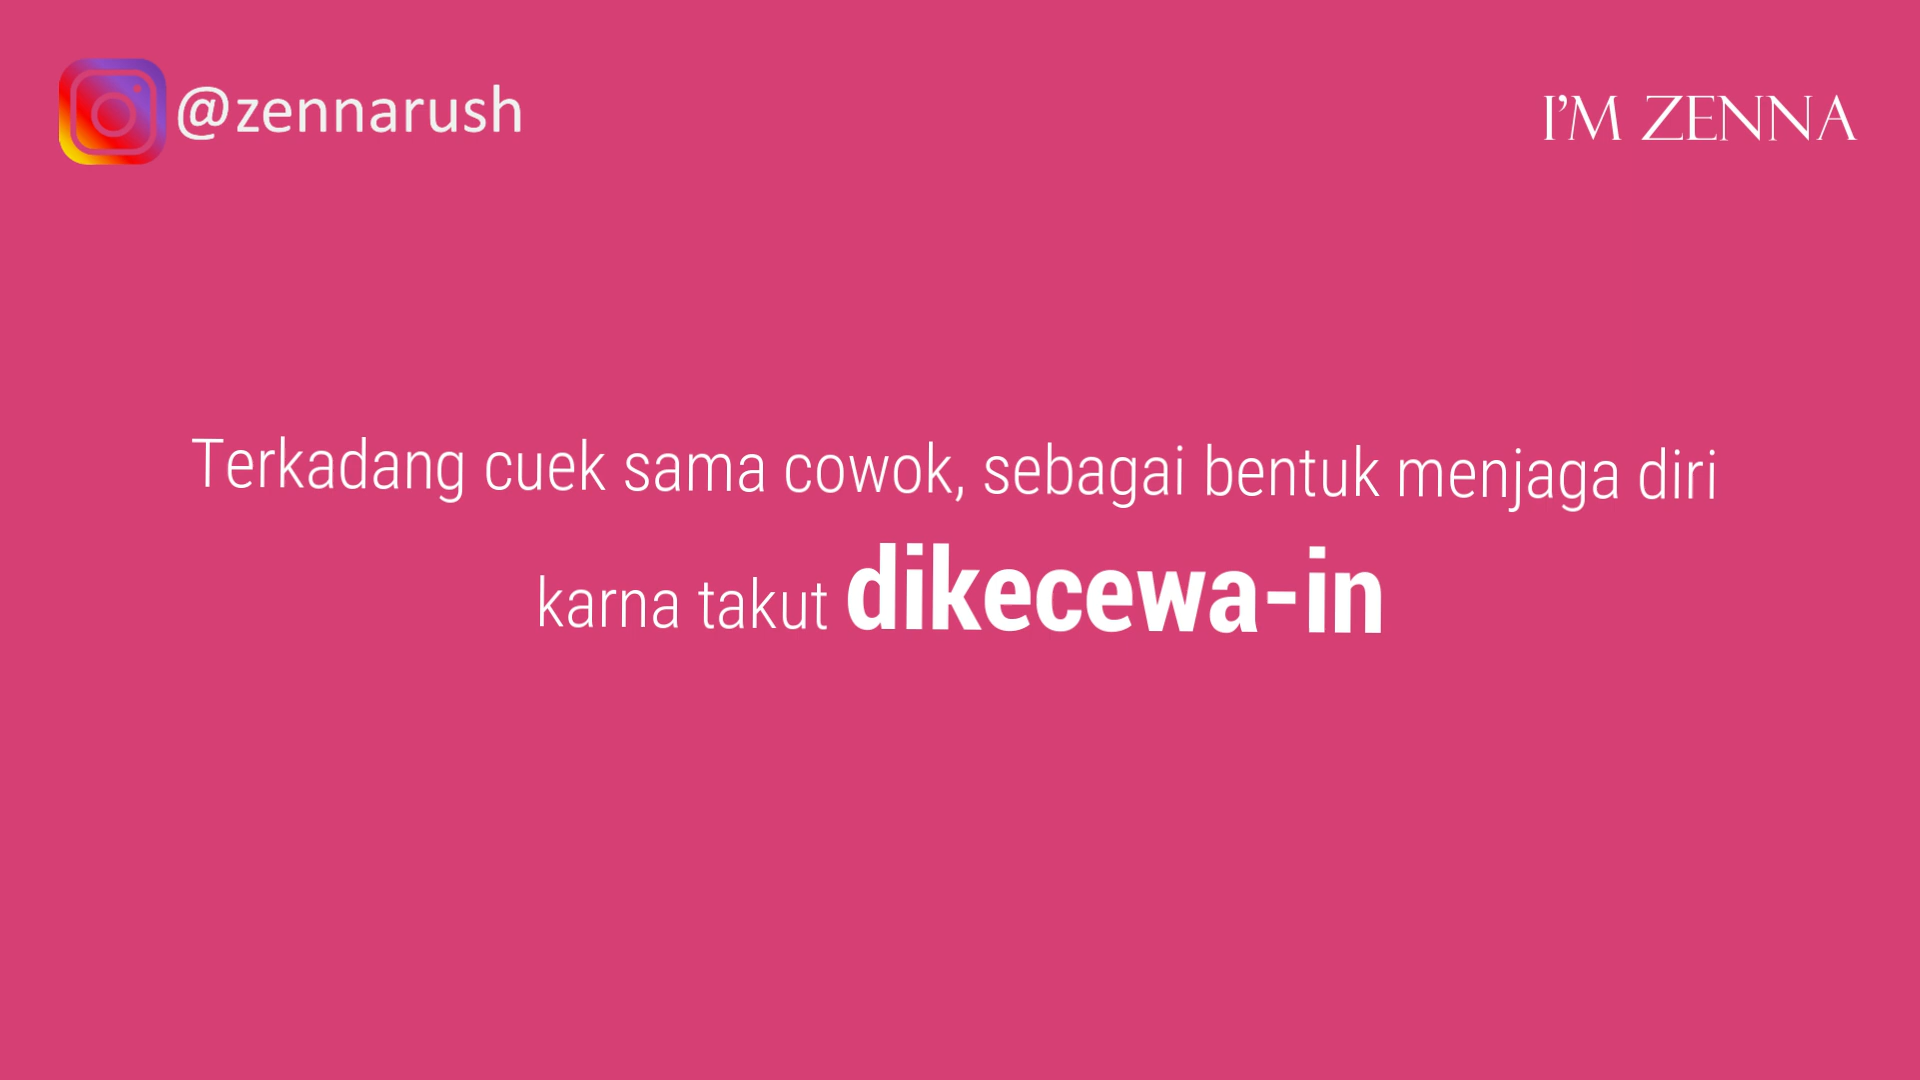 @zennarush
I'M ZENNA
Terkadang cuek sama cowok, sebagai bentuk menjaga diri
karna takut dikecewa-in